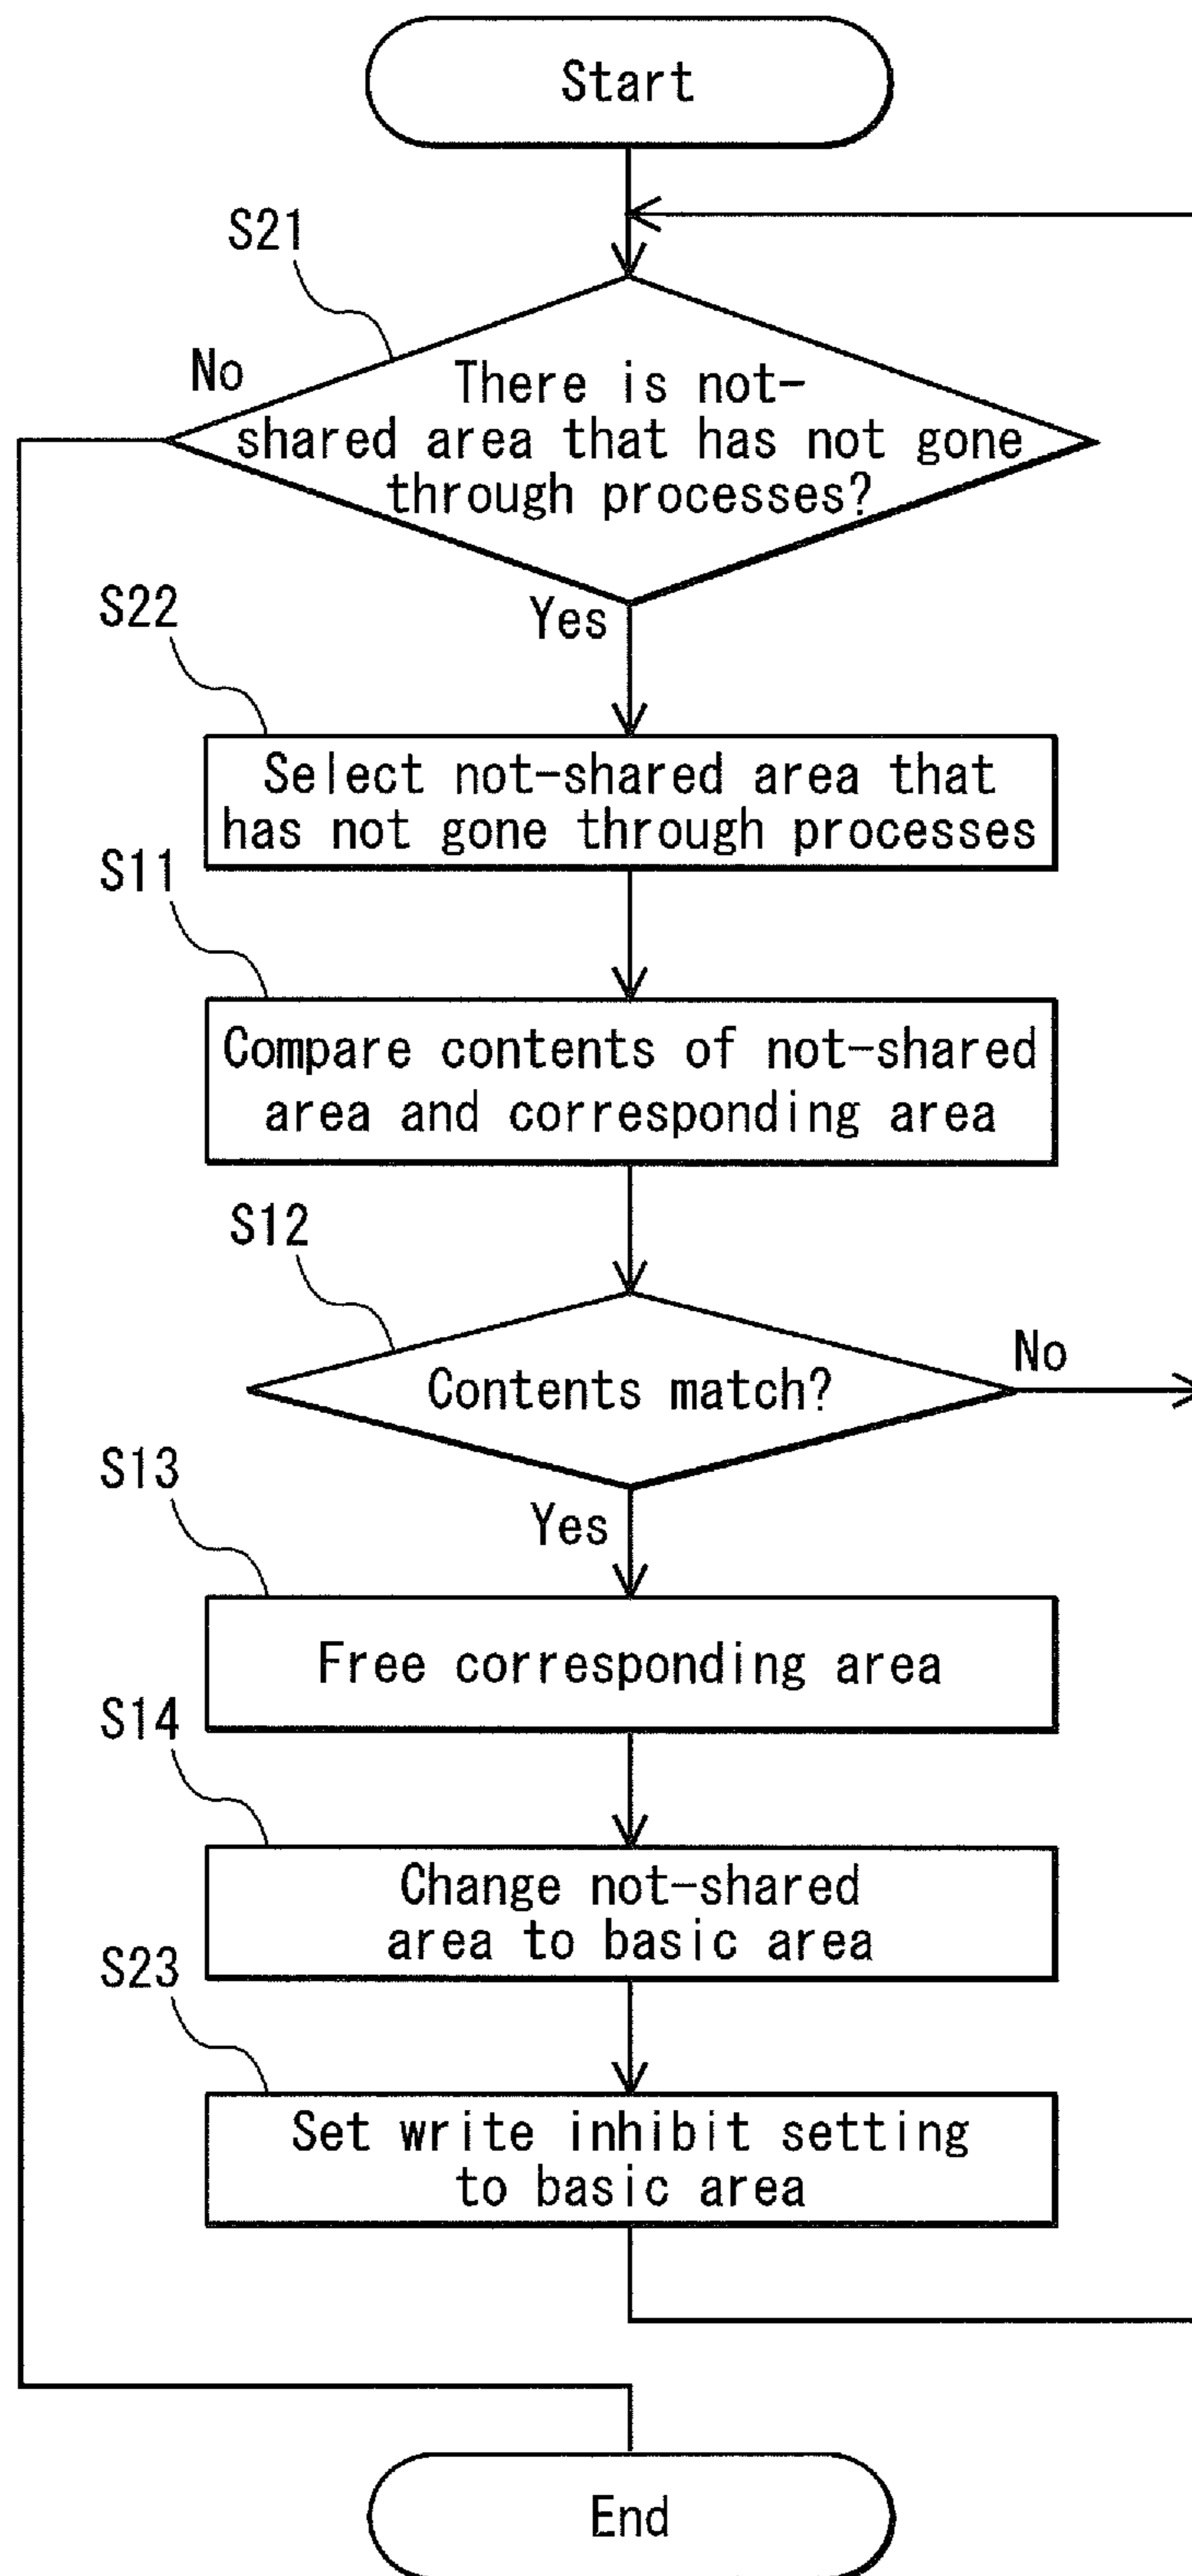 Start
S21
No
There is not-
shared area that has not gone
through processes?
Yes
S22
Select not-shared area that
has not gone through processes
S11
Compare contents of not-shared
area and corresponding area
S12
No
Contents match?
Yes
S13
Free corresponding area
S14
Change not-shared
area to basic area
S23
Set write inhibit setting
to basic area
End